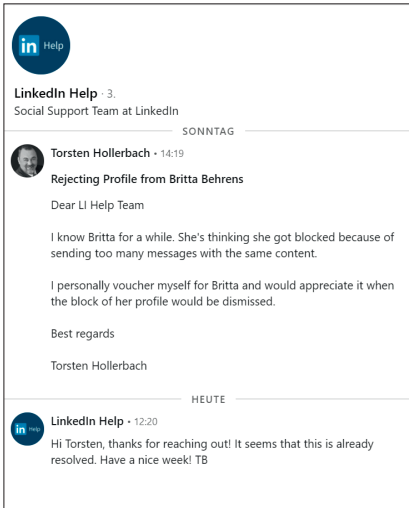 in Help
LinkedIn Help · 3.
Social Support Team at LinkedIn
SONNTAG
Torsten Hollerbach • 14:19
Rejecting Profile from Britta Behrens
Dear LI Help Team
I know Britta for a while. She's thinking she got blocked because of
sending too many messages with the same content.
I personally voucher myself for Britta and would appreciate it when
the block of her profile would be dismissed.
Best regards
Torsten Hollerbach
HEUTE
in Help
LinkedIn Help • 12:20
Hi Torsten, thanks for reaching out! It seems that this is already
resolved. Have a nice week! TB